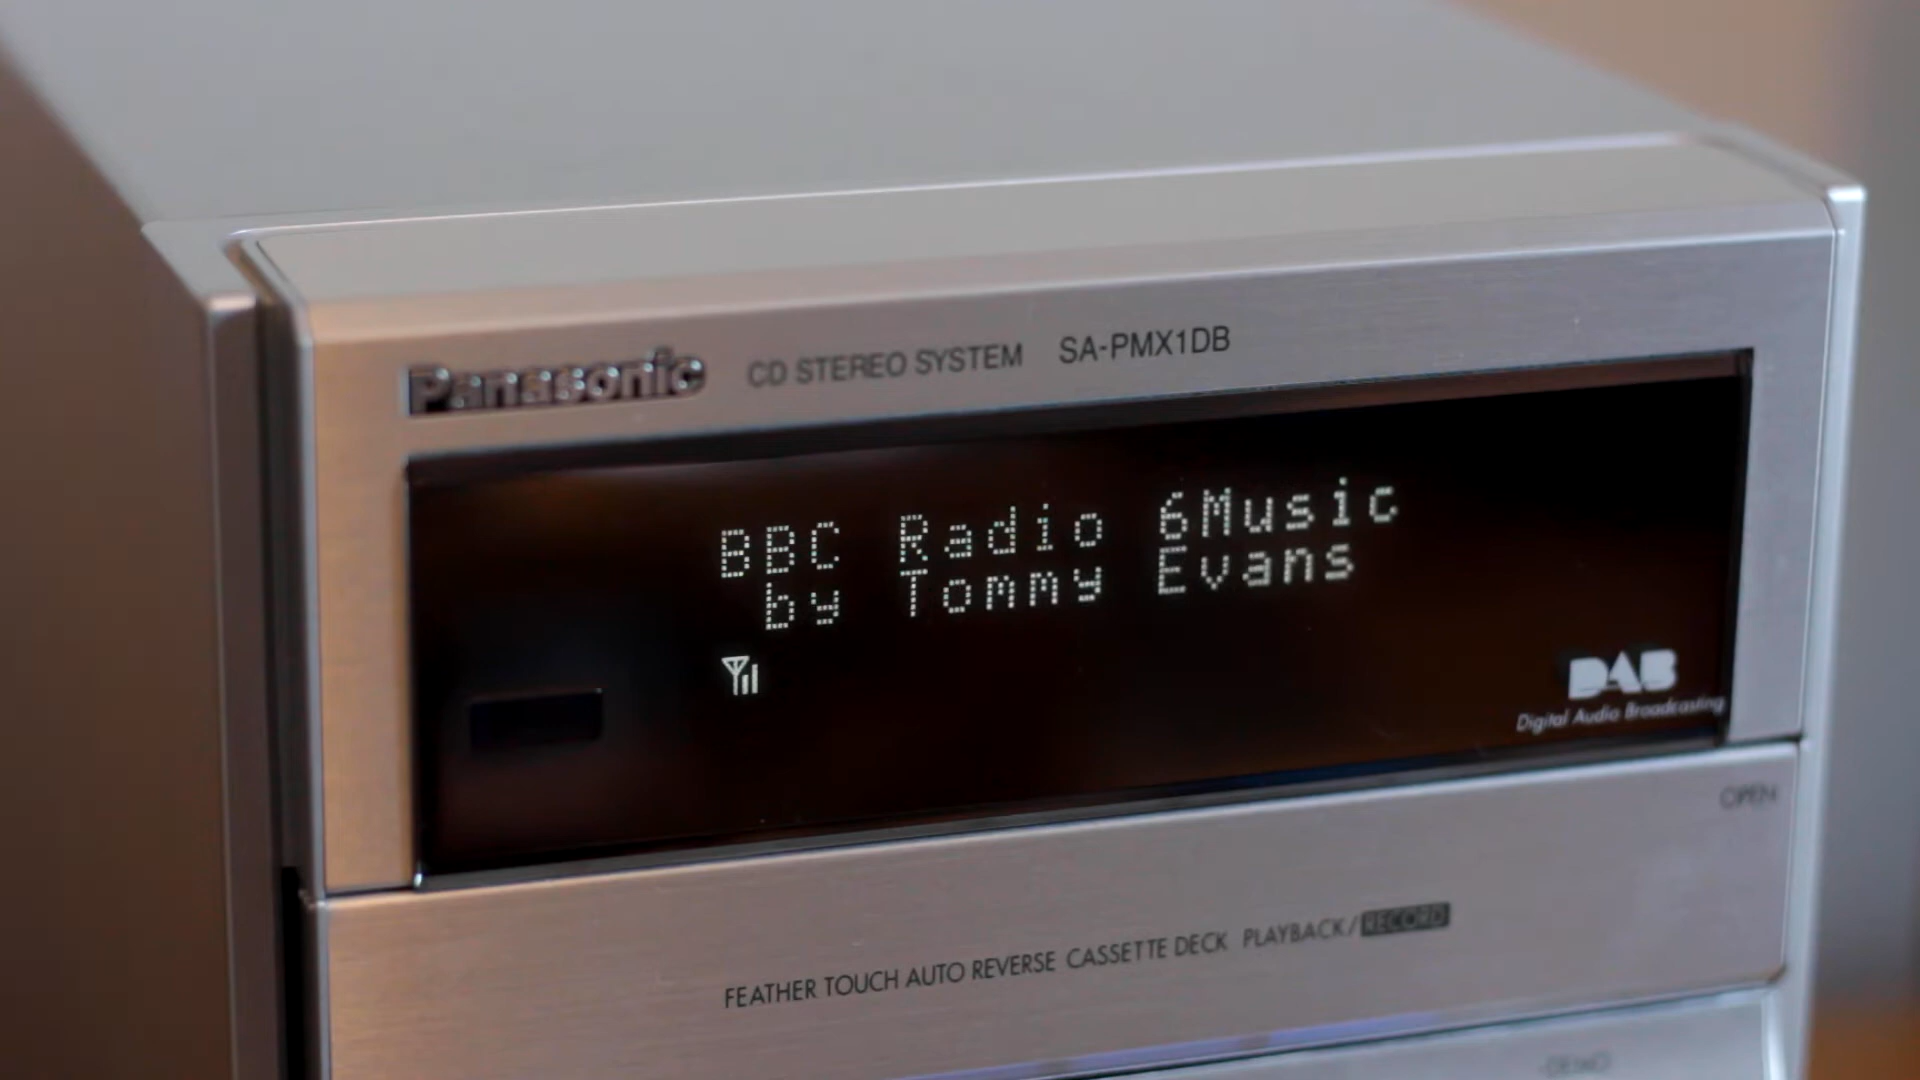 Panasonic CD STEREO SYSTEM SA-PMX1DB
BBC Radio 6Music
by Tommy Evans
DAB
Digital Audio Broadcasting
OPEN
FEATHER TOUCH AUTO REVERSE CASSETTE DECK PLAYBACK/RECORD
-DEMO